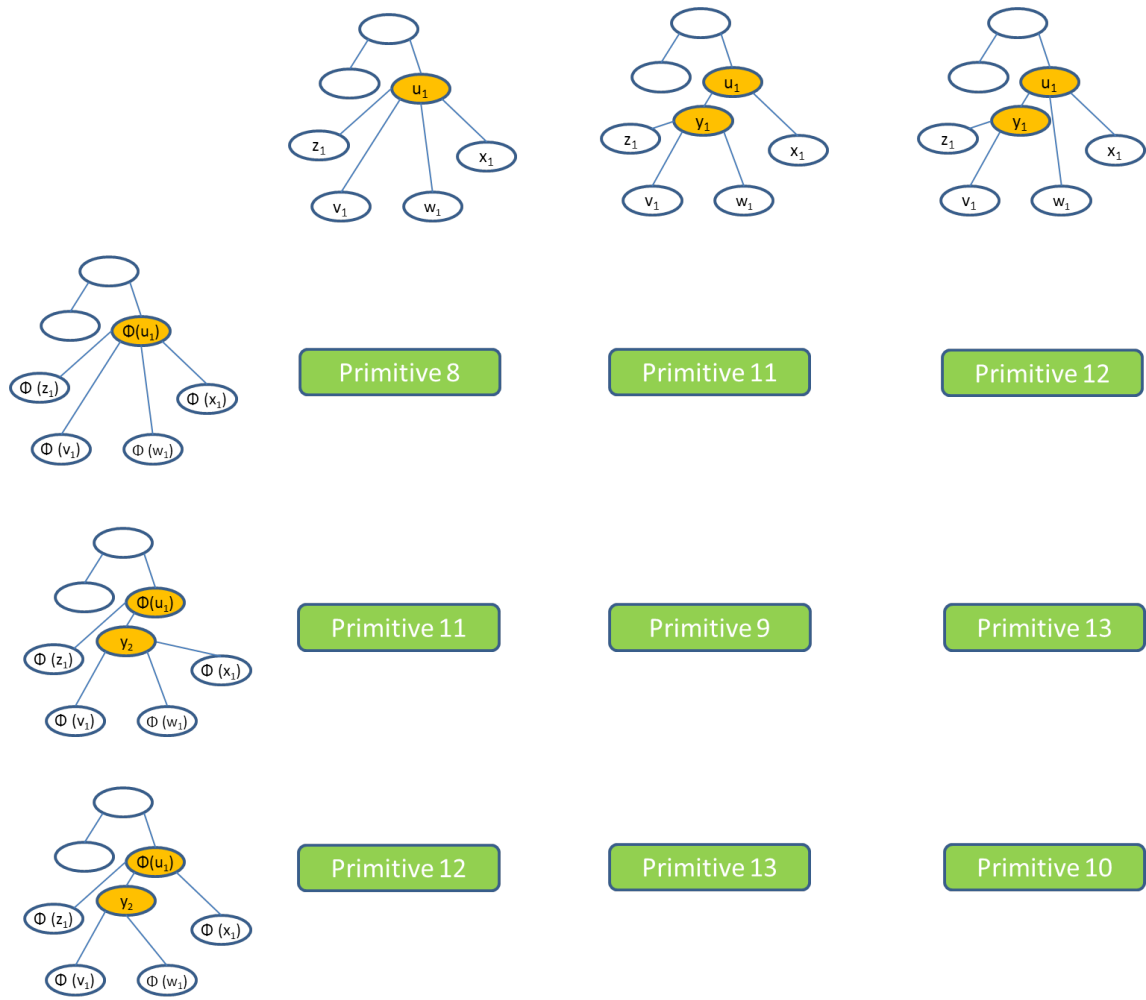 u₁
z₁
x₁
v₁
w₁
u₁
y₁
z₁
x₁
v₁
w₁
u₁
y₁
z₁
x₁
v₁
w₁
Φ(u₁)
Φ (z₁)
Φ (x₁)
Φ (v₁)
Φ (w₁)
Primitive 8
Primitive 11
Primitive 12
Φ(u₁)
y₂
Φ (z₁)
Φ (x₁)
Φ (v₁)
Φ (w₁)
Primitive 11
Primitive 9
Primitive 13
Φ(u₁)
y₂
Φ (z₁)
Φ (x₁)
Φ (v₁)
Φ (w₁)
Primitive 12
Primitive 13
Primitive 10